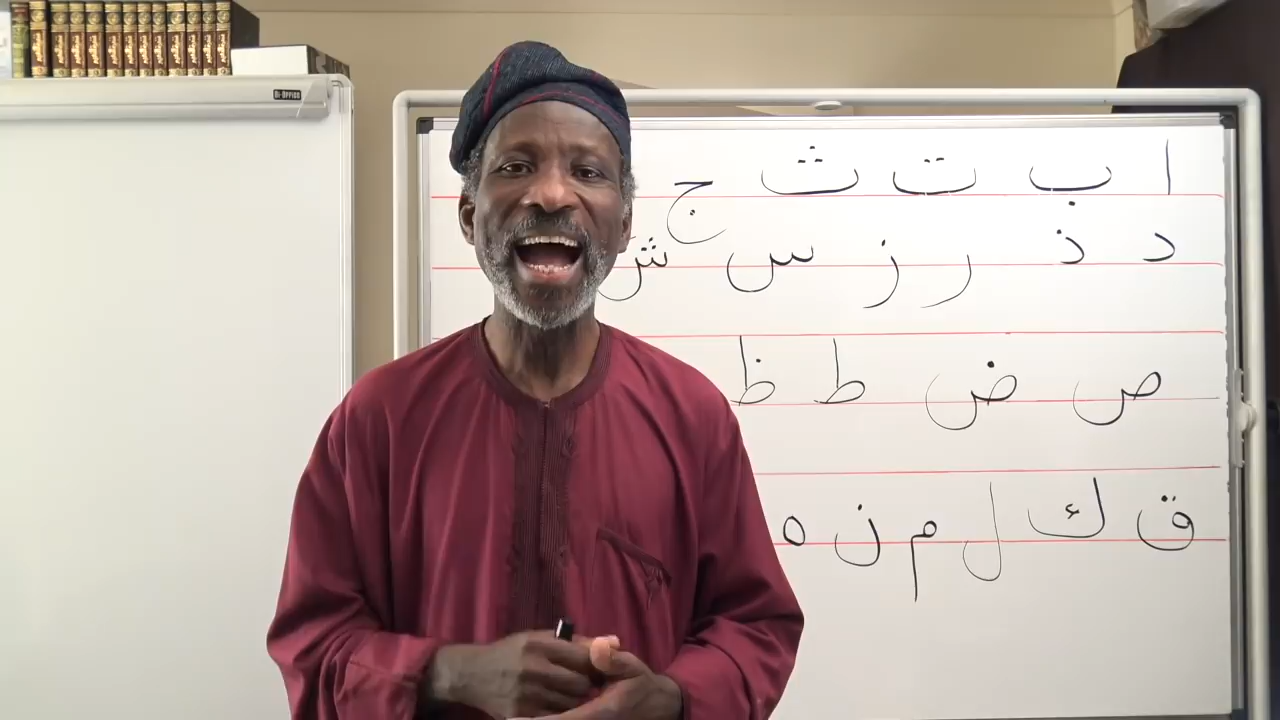 ا ب ت ث ج
د ذ ر ز س ش
ص ض ط ظ
ق ك ل م ن ه
Bi-Office